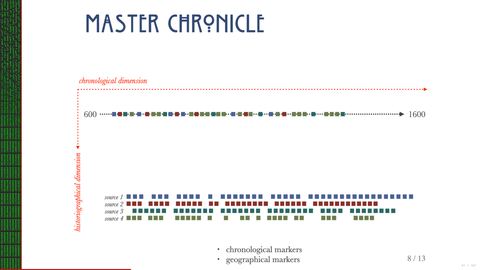 MASTER CHRONICLE
chronological dimension
600
1600
historiographical dimension
source 1
source 2
source 3
source 4
• chronological markers
• geographical markers
8 / 13